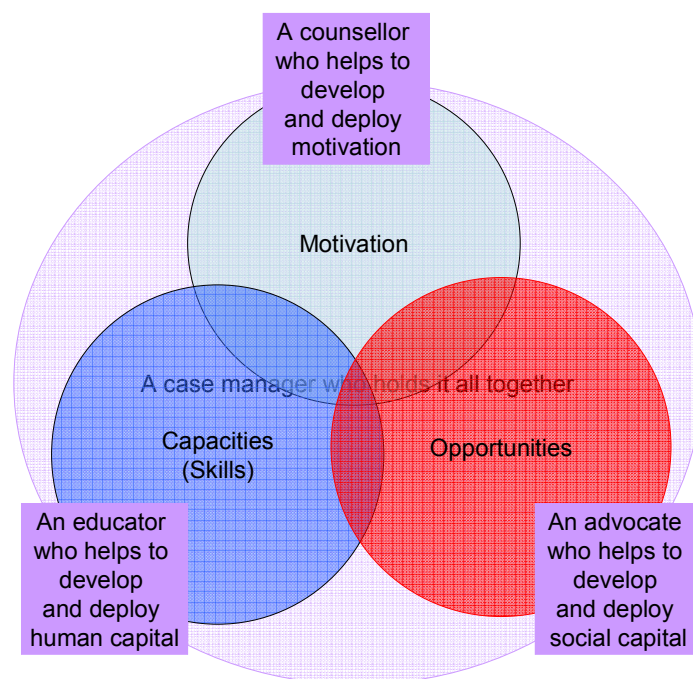 A counsellor
who helps to
develop
and deploy
motivation
Motivation
A case manager who holds it all together
Capacities
(Skills)
Opportunities
An educator
who helps to
develop
and deploy
human capital
An advocate
who helps to
develop
and deploy
social capital